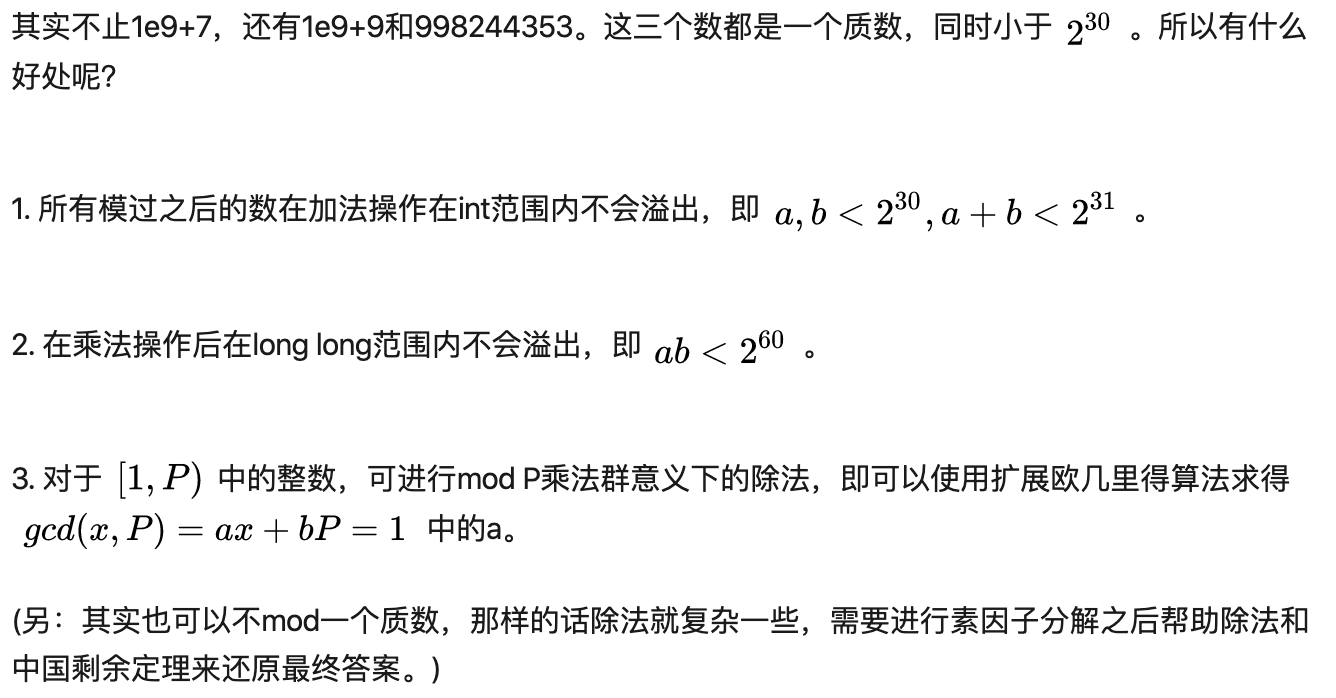 其实不止1e9+7，还有1e9+9和998244353。这三个数都是一个质数，同时小于 2^30 。所以有什么
好处呢？
1. 所有模过之后的数在加法操作在int范围内不会溢出，即 a, b < 2^30, a + b < 2^31 。
2. 在乘法操作后在long long范围内不会溢出，即 ab < 2^60 。
3. 对于 [1, P) 中的整数，可进行mod P乘法群意义下的除法，即可以使用扩展欧几里得算法求得
gcd(x, P) = ax + bP = 1 中的a。
(另：其实也可以不mod一个质数，那样的话除法就复杂一些，需要进行素因子分解之后帮助除法和
中国剩余定理来还原最终答案。)